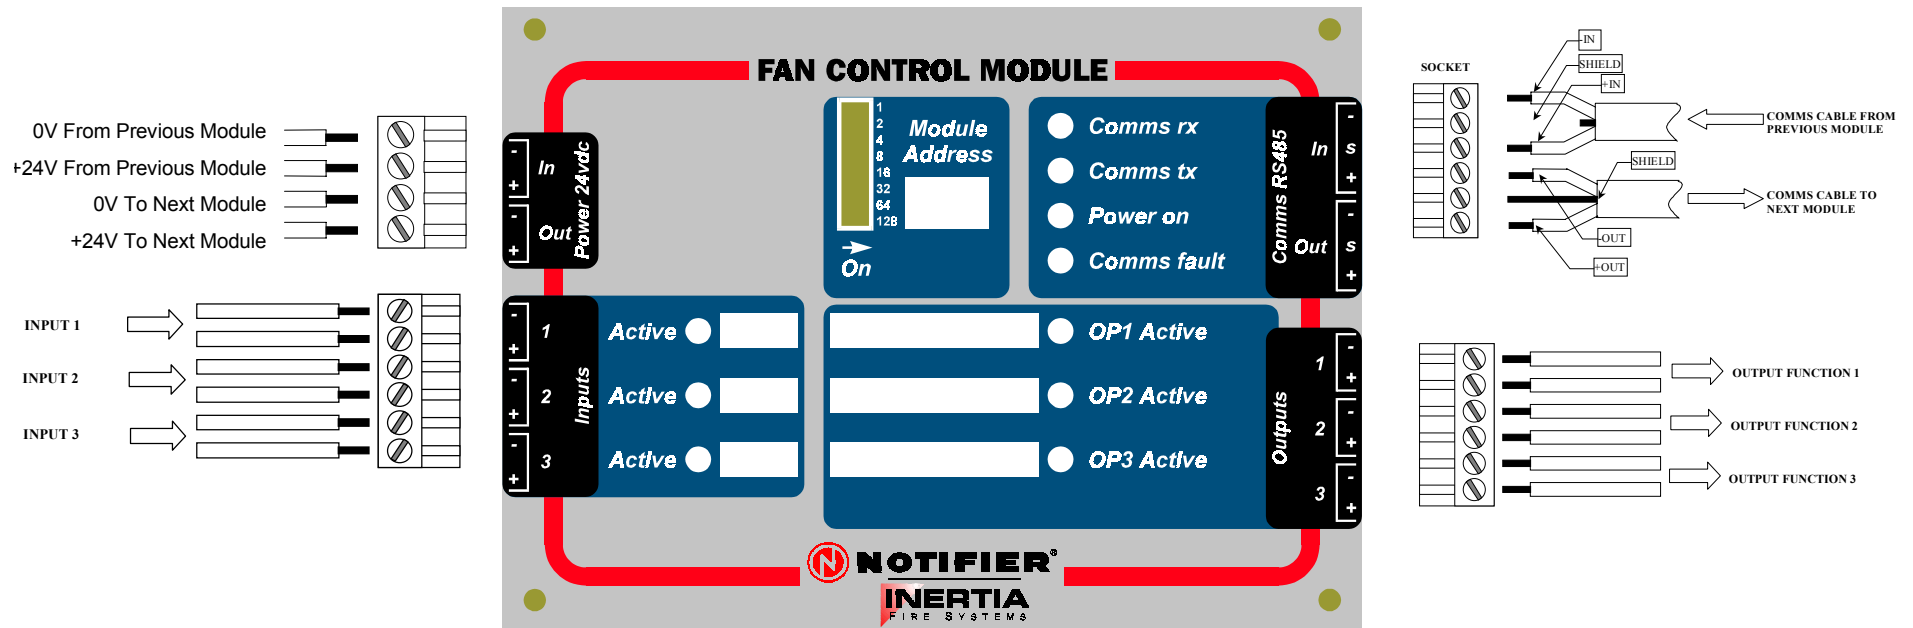 0V From Previous Module
+24V From Previous Module
0V To Next Module
+24V To Next Module
INPUT 1
INPUT 2
INPUT 3
FAN CONTROL MODULE
- In
+
- Out
+
Power 24vdc
1
2
4
8
16
32
64
128
Module
Address
On
Comms rx
Comms tx
Power on
Comms fault
Comms RS485
In
-
s
+
Out
-
s
+
Inputs
-
1
+
-
2
+
-
3
+
Active
Active
Active
OP1 Active
OP2 Active
OP3 Active
Outputs
1
-
+
2
-
+
3
-
+
N NOTIFIER®
INERTIA
FIRE SYSTEMS
SOCKET
-IN
SHIELD
+IN
COMMS CABLE FROM
PREVIOUS MODULE
SHIELD
COMMS CABLE TO
NEXT MODULE
-OUT
+OUT
OUTPUT FUNCTION 1
OUTPUT FUNCTION 2
OUTPUT FUNCTION 3